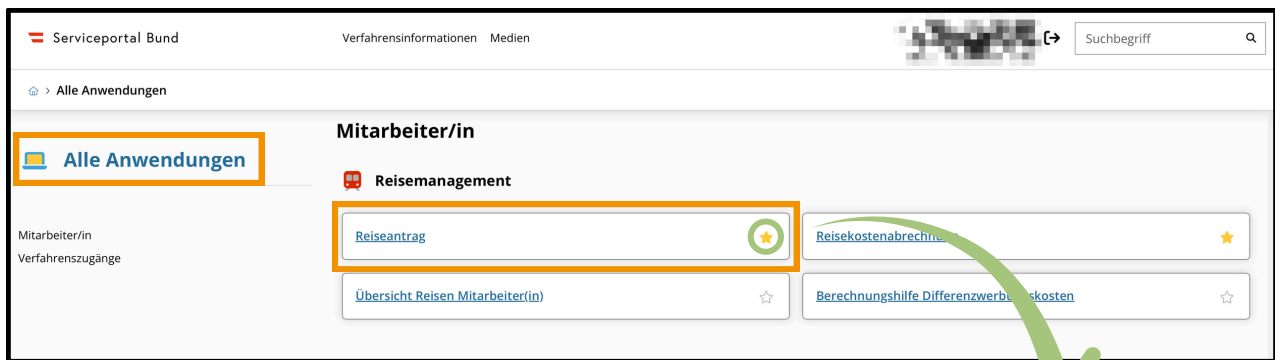 Serviceportal Bund
Verfahrensinformationen Medien
Suchbegriff
> Alle Anwendungen
Alle Anwendungen
Mitarbeiter/in
Verfahrenszugänge
Mitarbeiter/in
Reisemanagement
Reiseantrag
Übersicht Reisen Mitarbeiter(in)
Berechnungshilfe